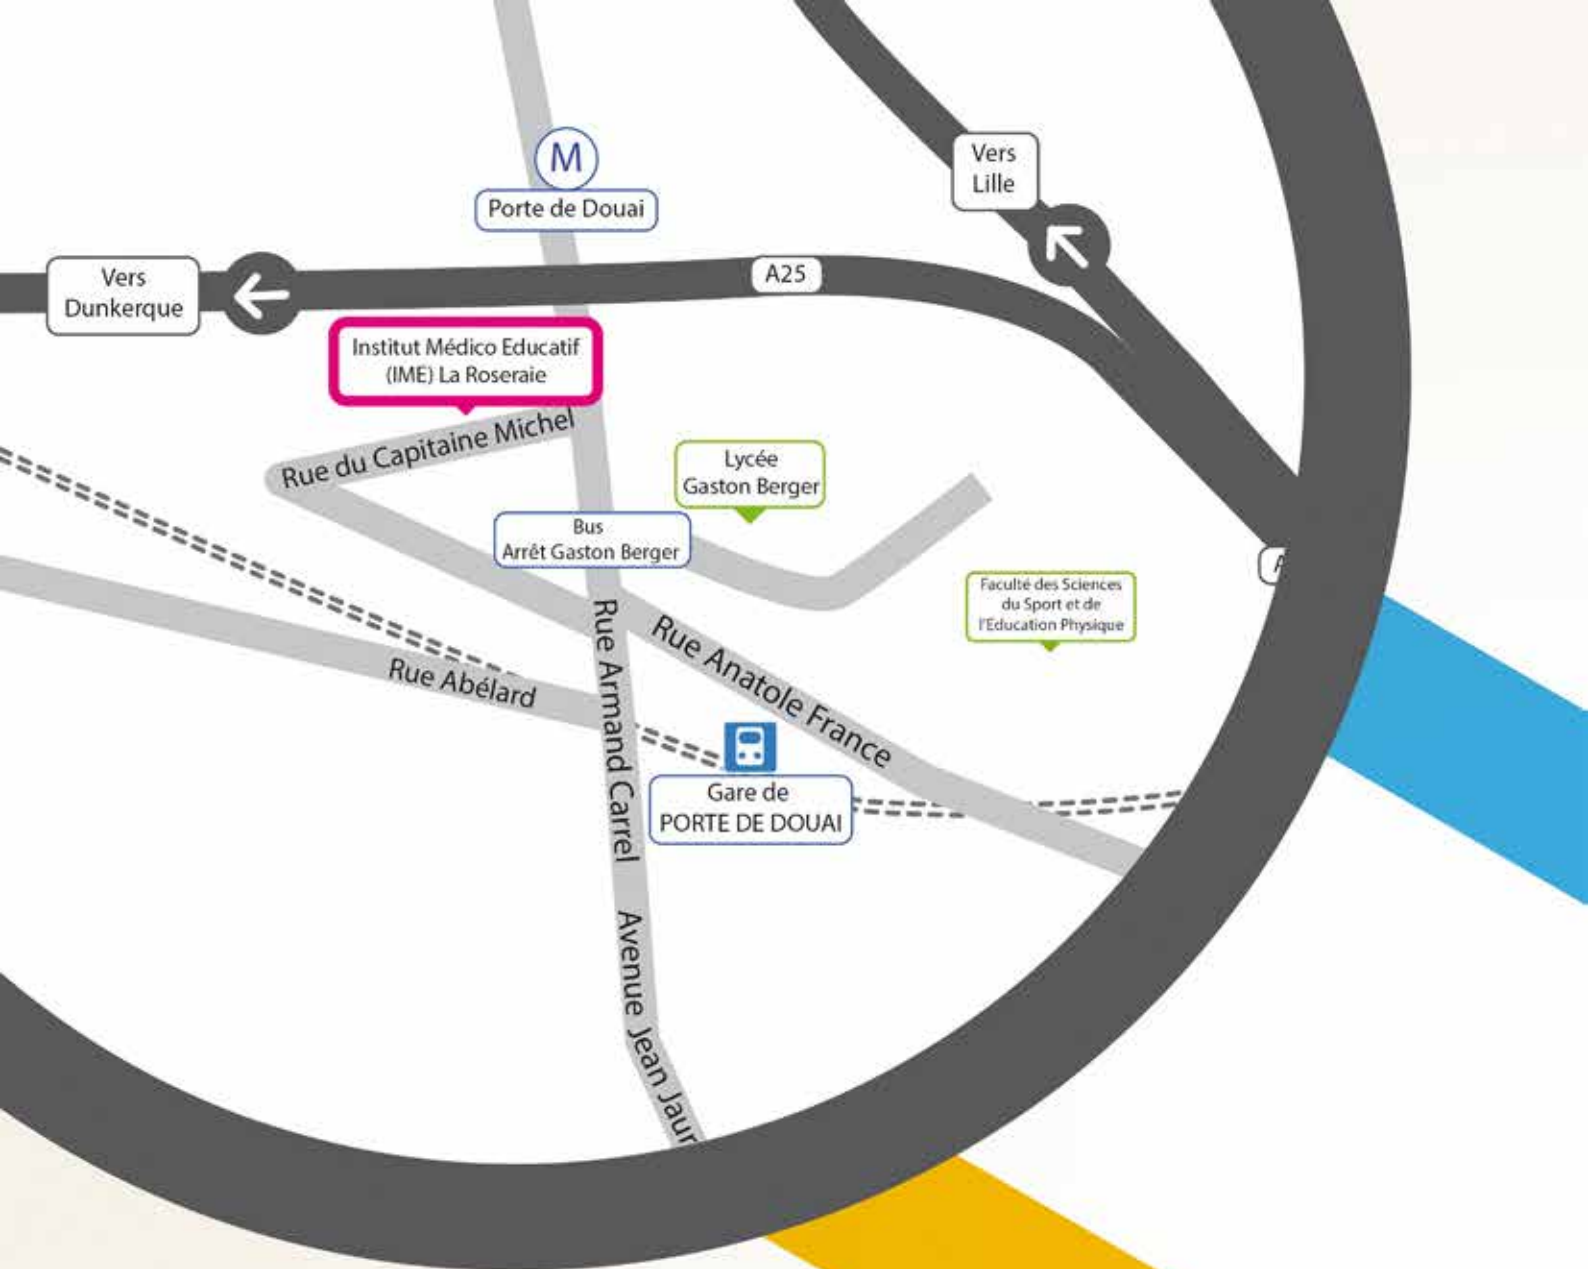 M
Porte de Douai
Vers
Lille
Vers
Dunkerque
A25
Institut Médico Educatif
(IME) La Roseraie
Rue du Capitaine Michel
Lycée
Gaston Berger
Bus
Arrêt Gaston Berger
Faculté des Sciences
du Sport et de
l'Education Physique
Rue Anatole France
Rue Abélard
Rue Armand Carrel
Gare de
PORTE DE DOUAI
Avenue Jean Jaur